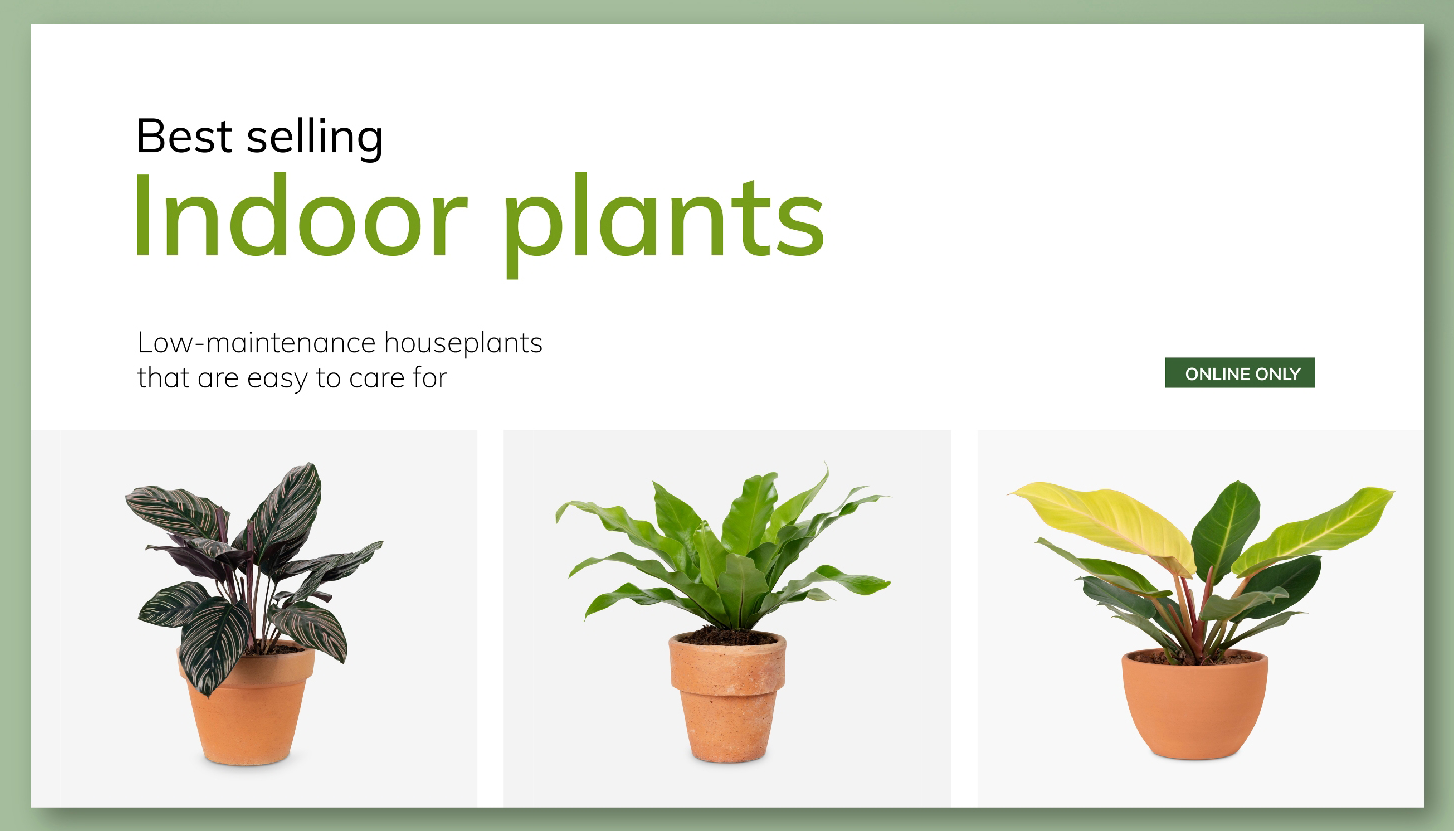 Best selling
Indoor plants
Low-maintenance houseplants
that are easy to care for
ONLINE ONLY